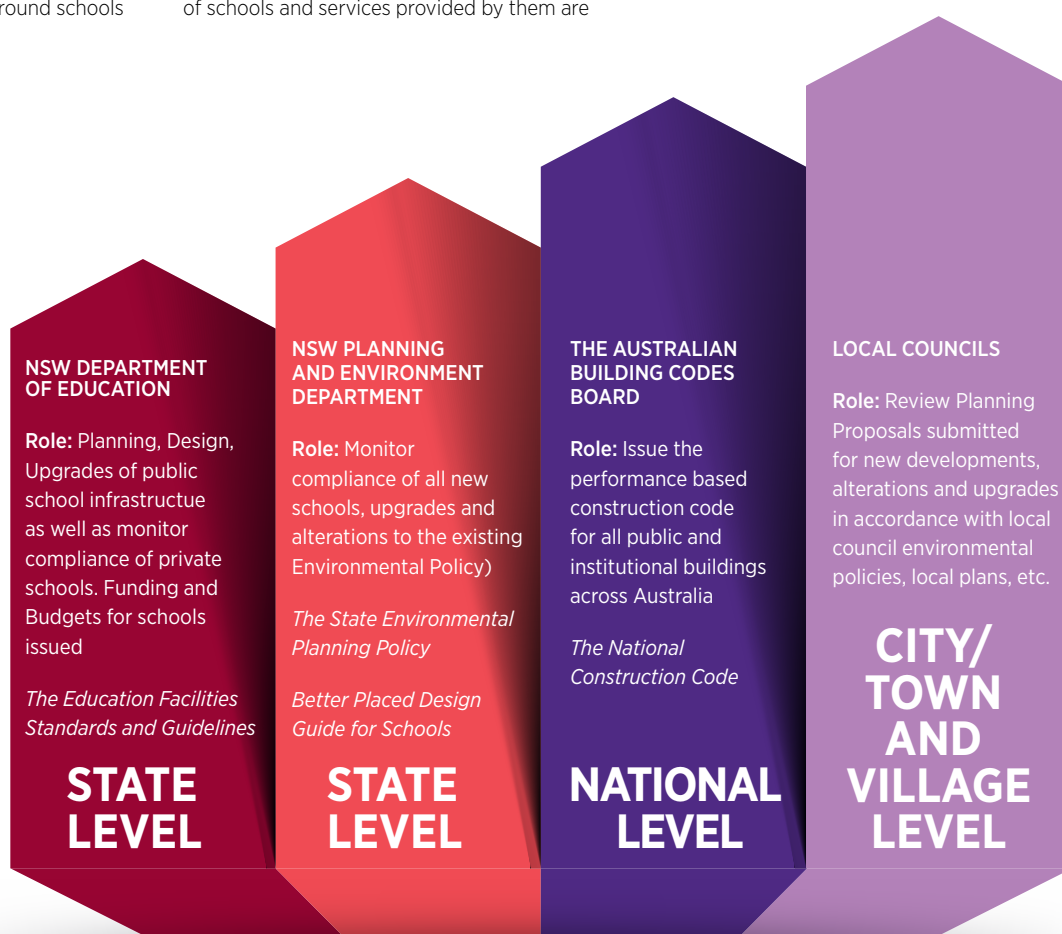 round schools
of schools and services provided by them are
NSW DEPARTMENT
OF EDUCATION
Role: Planning, Design,
Upgrades of public
school infrastructue
as well as monitor
compliance of private
schools. Funding and
Budgets for schools
issued
The Education Facilities
Standards and Guidelines
STATE
LEVEL
NSW PLANNING
AND ENVIRONMENT
DEPARTMENT
Role: Monitor
compliance of all new
schools, upgrades and
alterations to the existing
Environmental Policy)
The State Environmental
Planning Policy
Better Placed Design
Guide for Schools
STATE
LEVEL
THE AUSTRALIAN
BUILDING CODES
BOARD
Role: Issue the
performance based
construction code
for all public and
institutional buildings
across Australia
The National
Construction Code
NATIONAL
LEVEL
LOCAL COUNCILS
Role: Review Planning
Proposals submitted
for new developments,
alterations and upgrades
in accordance with local
council environmental
policies, local plans, etc.
CITY/
TOWN
AND
VILLAGE
LEVEL